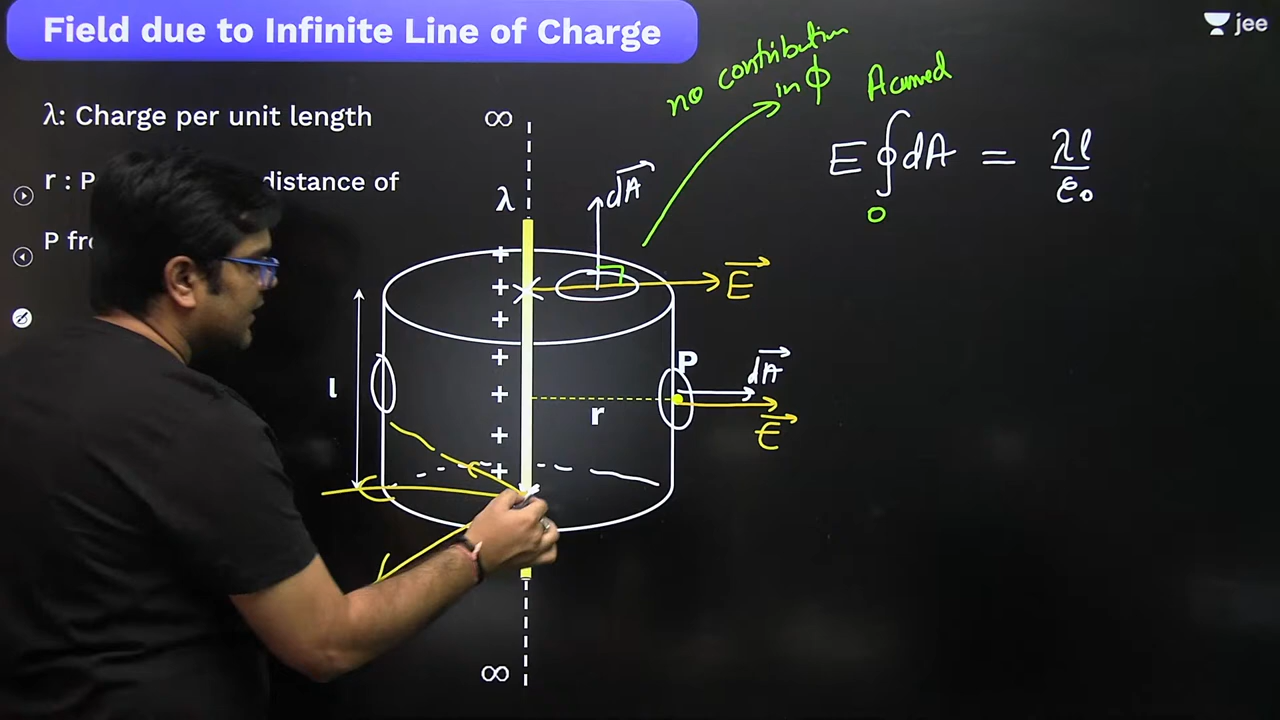 Field due to Infinite Line of Charge
jee
no contribution
in ϕ
A curved
λ: Charge per unit length
∞
E ∮ dA = λl / ε₀
0
r : P distance of
P fr
λ
dA
+
+
E
+
+
P
dA
l
+
r
E
+
+
∞